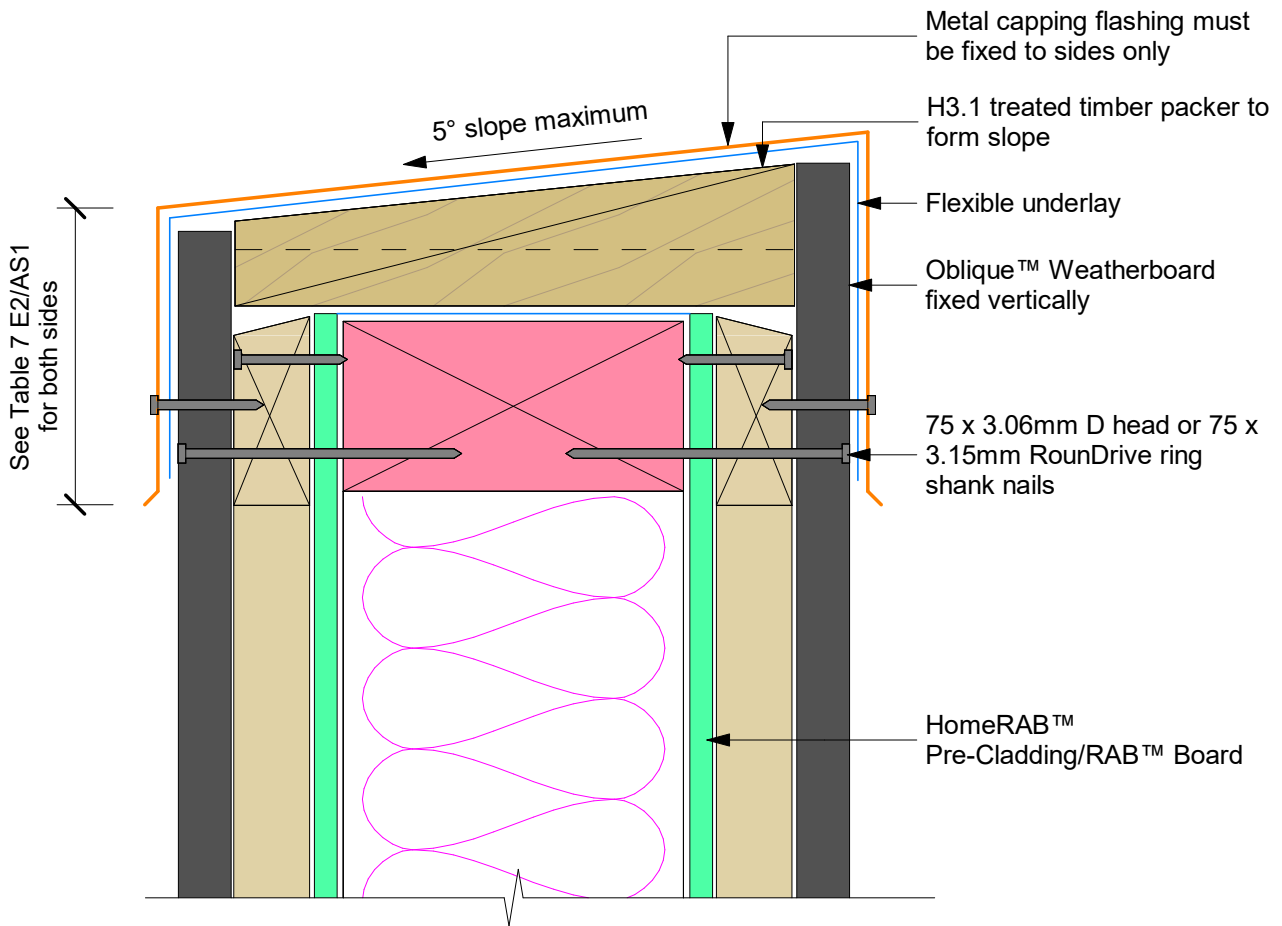 Metal capping flashing must
be fixed to sides only
5° slope maximum
H3.1 treated timber packer to
form slope
Flexible underlay
See Table 7 E2/AS1
for both sides
Oblique™ Weatherboard
fixed vertically
75 x 3.06mm D head or 75 x
3.15mm RounDrive ring
shank nails
HomeRAB™
Pre-Cladding/RAB™ Board